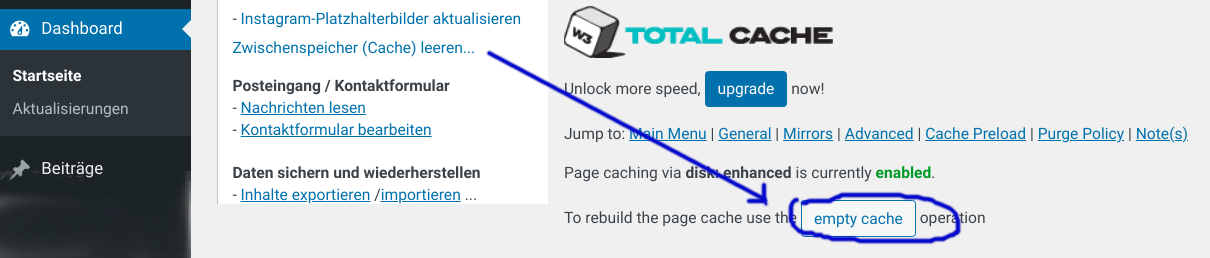 Dashboard
Startseite
Aktualisierungen
Beiträge
- Instagram-Platzhalterbilder aktualisieren
Zwischenspeicher (Cache) leeren...
Posteingang / Kontaktformular
- Nachrichten lesen
- Kontaktformular bearbeiten
Daten sichern und wiederherstellen
- Inhalte exportieren /importieren ...
W3 TOTAL CACHE
Unlock more speed, upgrade now!
Jump to: Main Menu | General | Mirrors | Advanced | Cache Preload | Purge Policy | Note(s)
Page caching via disk: enhanced is currently enabled.
To rebuild the page cache use the empty cache operation